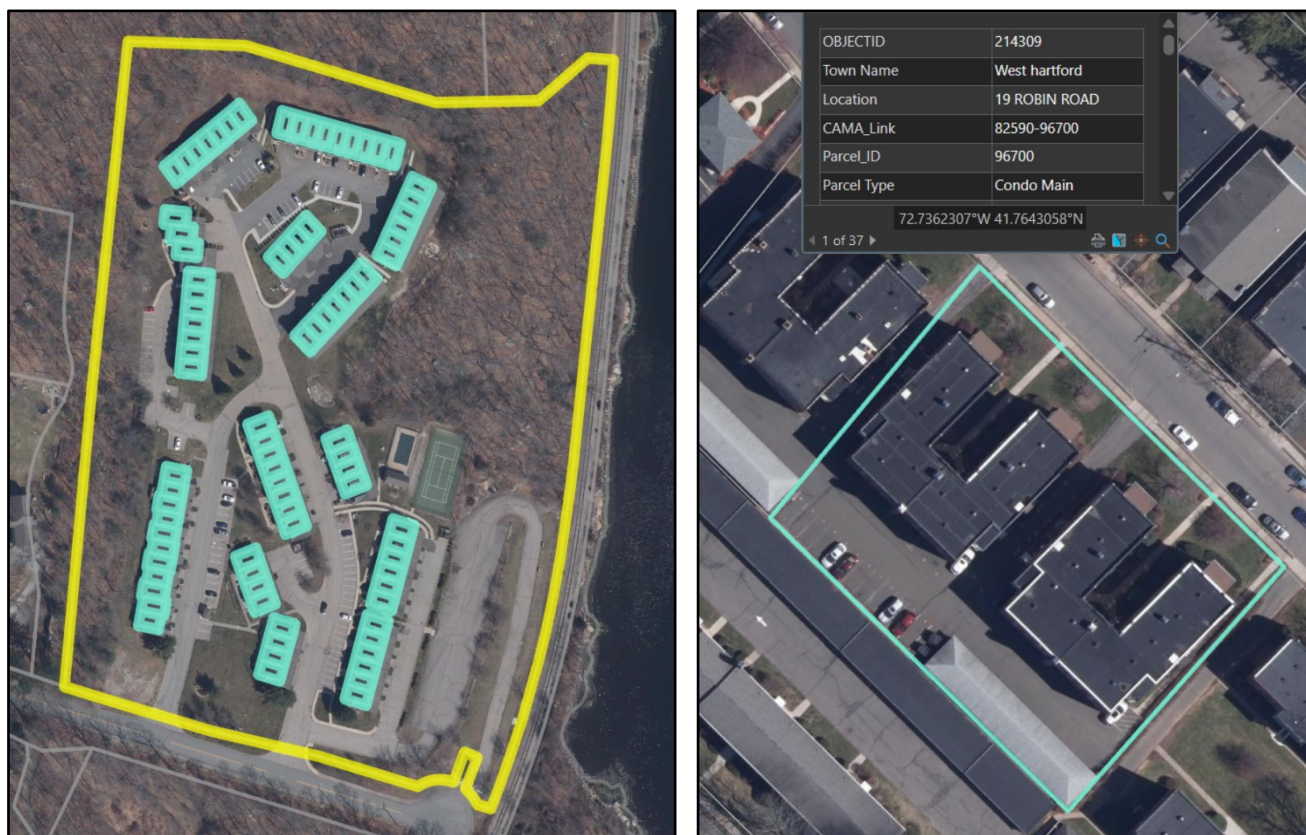 OBJECTID 214309
Town Name West hartford
Location 19 ROBIN ROAD
CAMA_Link 82590-96700
Parcel_ID 96700
Parcel Type Condo Main
72.7362307°W 41.7643058°N
1 of 37